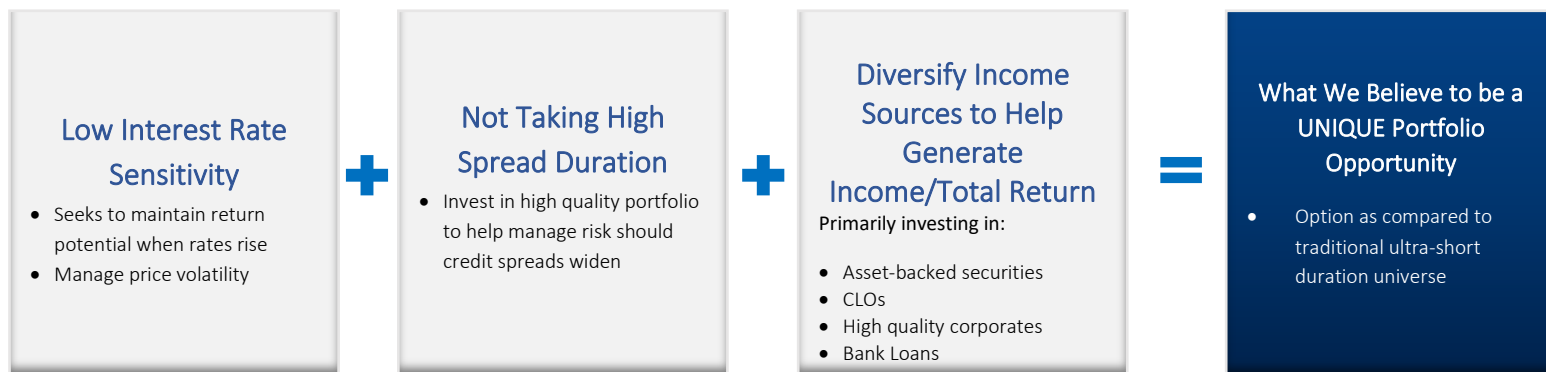 Low Interest Rate
Sensitivity
• Seeks to maintain return
potential when rates rise
• Manage price volatility
Not Taking High
Spread Duration
• Invest in high quality portfolio
to help manage risk should
credit spreads widen
Diversify Income
Sources to Help
Generate
Income/Total Return
Primarily investing in:
• Asset-backed securities
• CLOs
• High quality corporates
• Bank Loans
What We Believe to be a
UNIQUE Portfolio
Opportunity
• Option as compared to
traditional ultra-short
duration universe